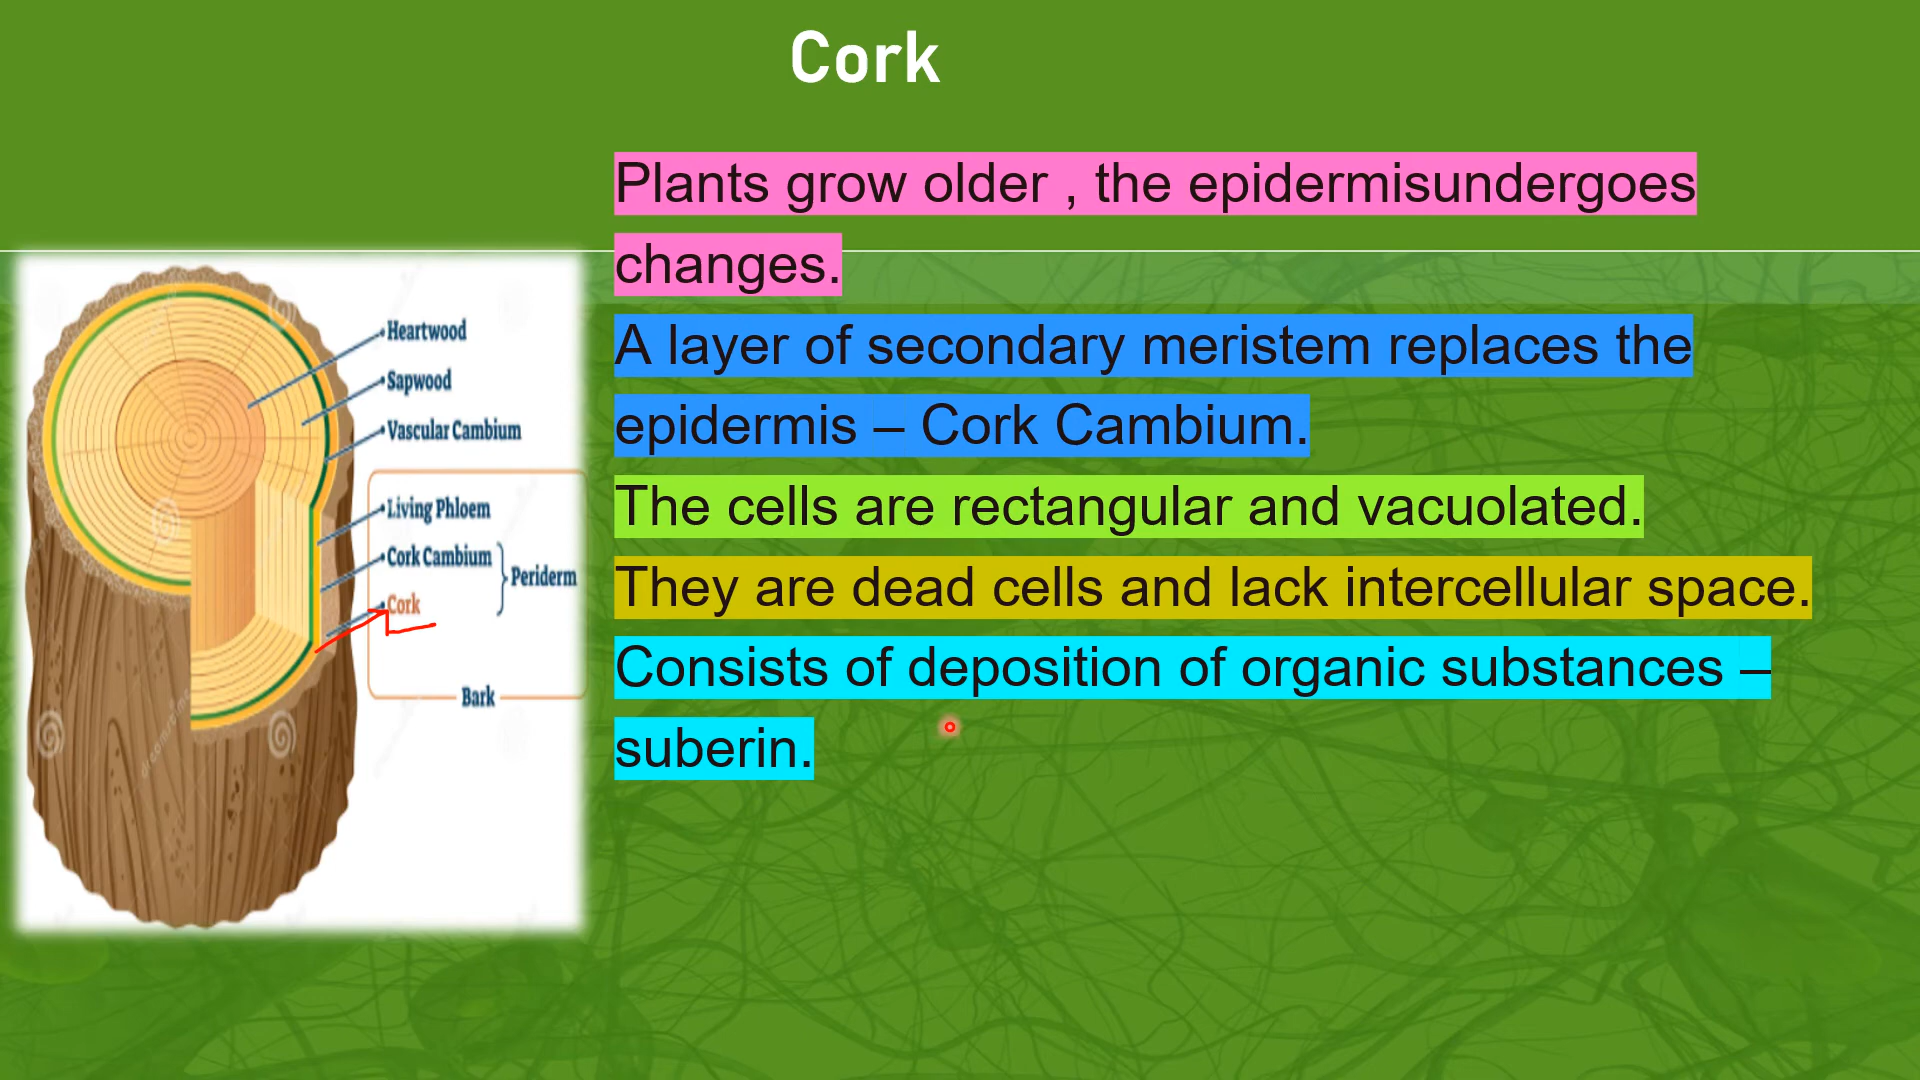 Cork
Plants grow older , the epidermisundergoes
changes.
A layer of secondary meristem replaces the
epidermis – Cork Cambium.
The cells are rectangular and vacuolated.
They are dead cells and lack intercellular space.
Consists of deposition of organic substances –
suberin.
Heartwood
Sapwood
Vascular Cambium
Living Phloem
Cork Cambium
Periderm
Cork
Bark